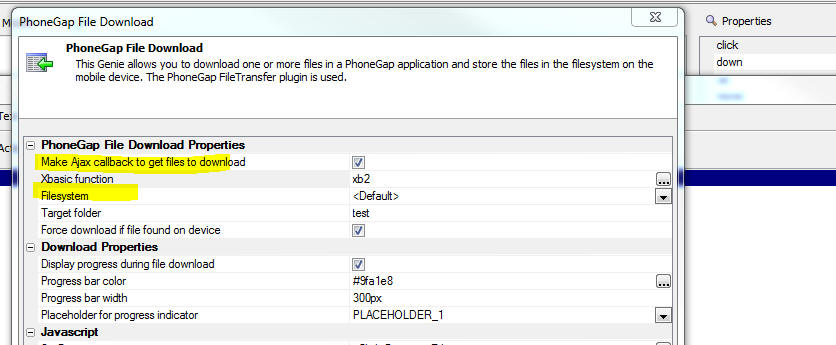 PhoneGap File Download
Properties
click
down
PhoneGap File Download
This Genie allows you to download one or more files in a PhoneGap application and store the files in the filesystem on the
mobile device. The PhoneGap FileTransfer plugin is used.
PhoneGap File Download Properties
Make Ajax callback to get files to download
Xbasic function xb2 ...
Filesystem <Default>
Target folder test
Force download if file found on device
Download Properties
Display progress during file download
Progress bar color #9fa1e8 ...
Progress bar width 300px
Placeholder for progress indicator PLACEHOLDER_1
Javascript